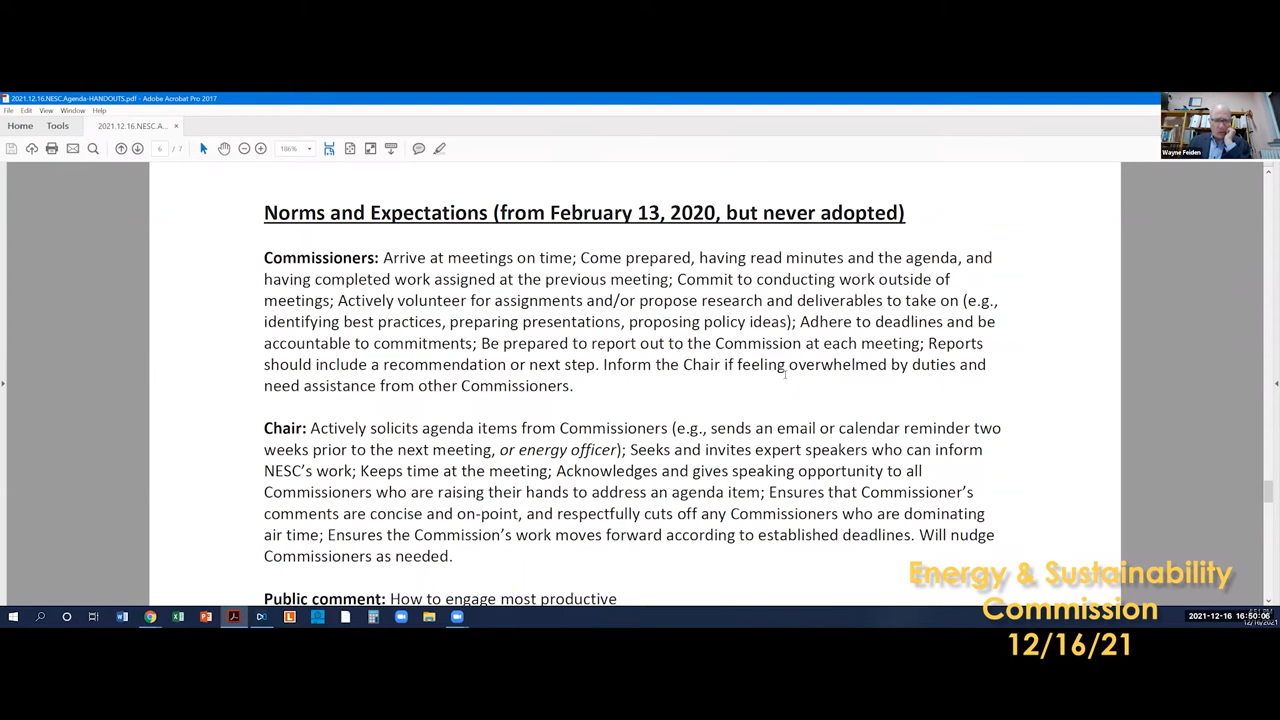 2021.12.16.NESC.Agenda-HANDOUTS.pdf - Adobe Acrobat Pro 2017
File Edit View Window Help
Home Tools 2021.12.16.NESC.A... ×
6 / 7 186%
Wayne Feiden
Norms and Expectations (from February 13, 2020, but never adopted)
Commissioners: Arrive at meetings on time; Come prepared, having read minutes and the agenda, and
having completed work assigned at the previous meeting; Commit to conducting work outside of
meetings; Actively volunteer for assignments and/or propose research and deliverables to take on (e.g.,
identifying best practices, preparing presentations, proposing policy ideas); Adhere to deadlines and be
accountable to commitments; Be prepared to report out to the Commission at each meeting; Reports
should include a recommendation or next step. Inform the Chair if feeling overwhelmed by duties and
need assistance from other Commissioners.
Chair: Actively solicits agenda items from Commissioners (e.g., sends an email or calendar reminder two
weeks prior to the next meeting, or energy officer); Seeks and invites expert speakers who can inform
NESC's work; Keeps time at the meeting; Acknowledges and gives speaking opportunity to all
Commissioners who are raising their hands to address an agenda item; Ensures that Commissioner's
comments are concise and on-point, and respectfully cuts off any Commissioners who are dominating
air time; Ensures the Commission's work moves forward according to established deadlines. Will nudge
Commissioners as needed.
Public comment: How to engage most productive
Energy & Sustainability
Commission
12/16/21
2021-12-16 16:50:06
12/16/2021